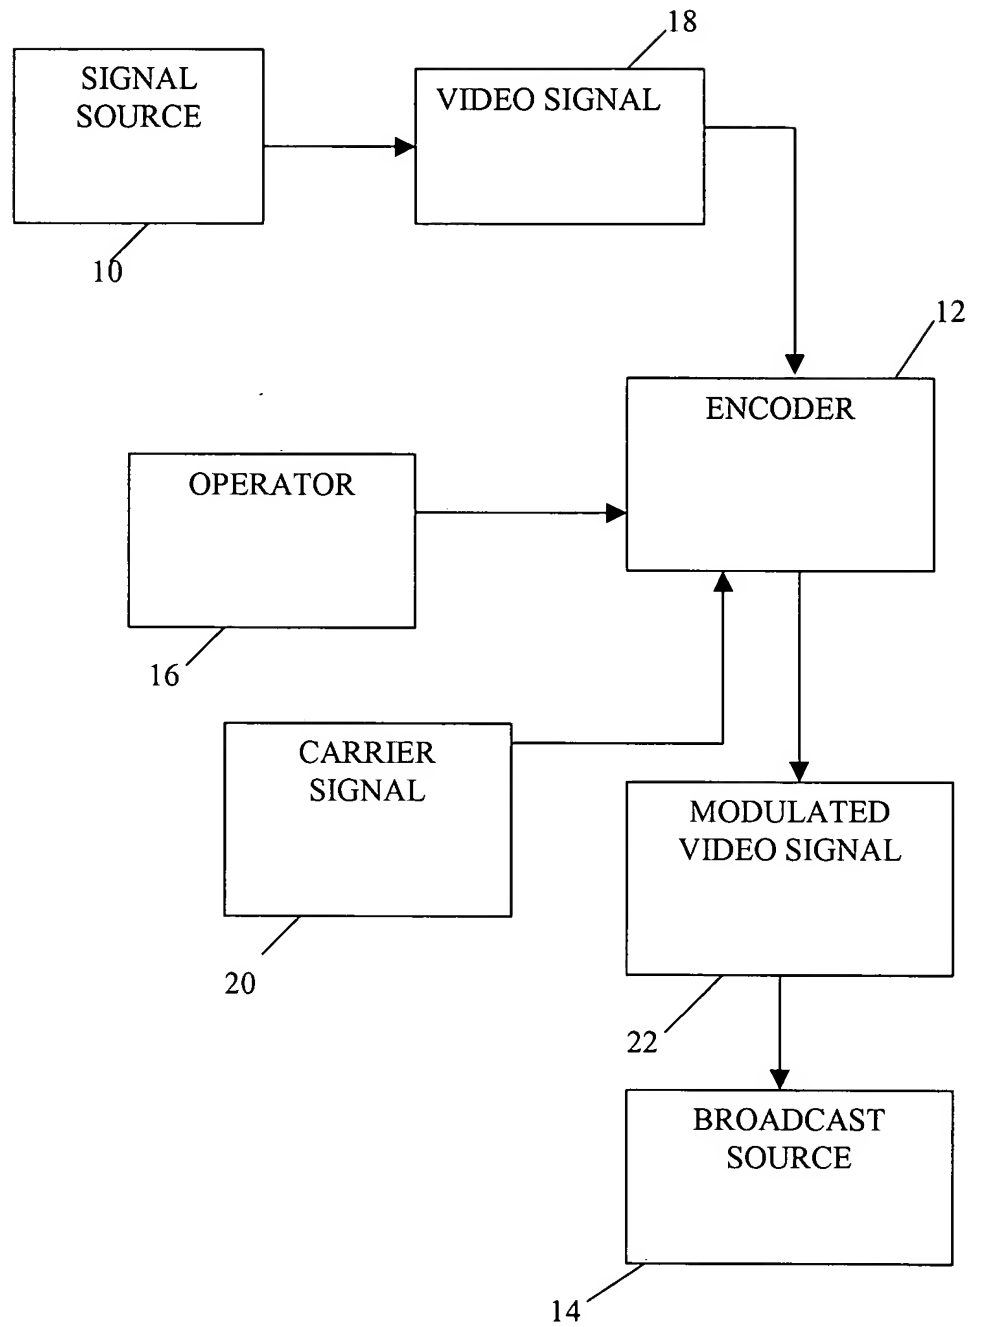 18
SIGNAL
SOURCE
VIDEO SIGNAL
10
12
ENCODER
OPERATOR
16
CARRIER
SIGNAL
MODULATED
VIDEO SIGNAL
20
22
BROADCAST
SOURCE
14